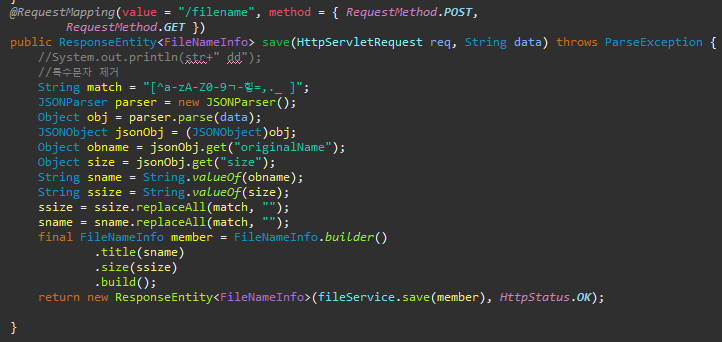 }
@RequestMapping(value = "/filename", method = { RequestMethod.POST,
RequestMethod.GET })
public ResponseEntity<FileNameInfo> save(HttpServletRequest req, String data) throws ParseException {
//System.out.println(str+" dd");
//특수문자 제거
String match = "[^a-zA-Z0-9ㄱ-힣=,._ ]";
JSONParser parser = new JSONParser();
Object obj = parser.parse(data);
JSONObject jsonObj = (JSONObject)obj;
Object obname = jsonObj.get("originalName");
Object size = jsonObj.get("size");
String sname = String.valueOf(obname);
String ssize = String.valueOf(size);
ssize = ssize.replaceAll(match, "");
sname = sname.replaceAll(match, "");
final FileNameInfo member = FileNameInfo.builder()
.title(sname)
.size(ssize)
.build();
return new ResponseEntity<FileNameInfo>(fileService.save(member), HttpStatus.OK);
}